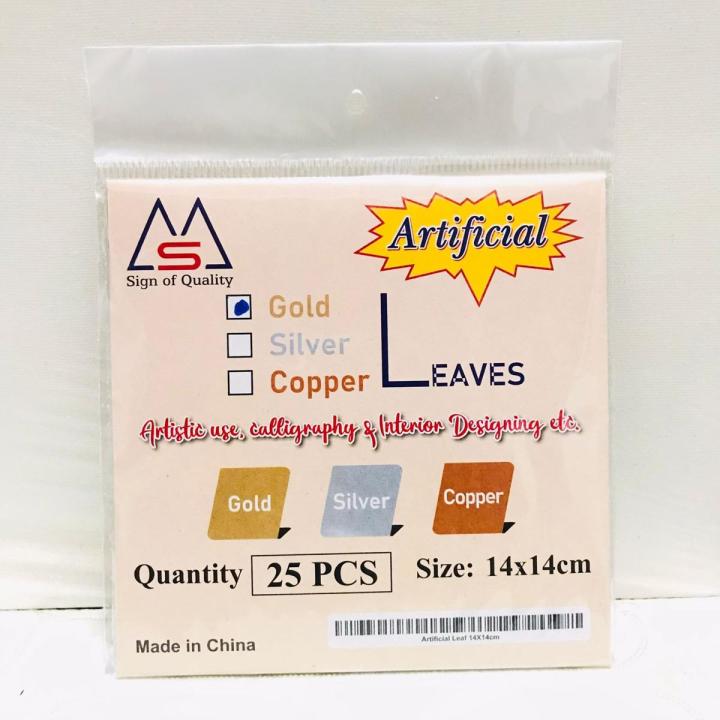 MS
Sign of Quality
Artificial
Gold
Silver
Copper
LEAVES
Artistic use, calligraphy & Interior Designing etc.
Gold
Silver
Copper
Quantity 25 PCS Size: 14x14cm
Artificial Leaf 14X14cm
Made in China